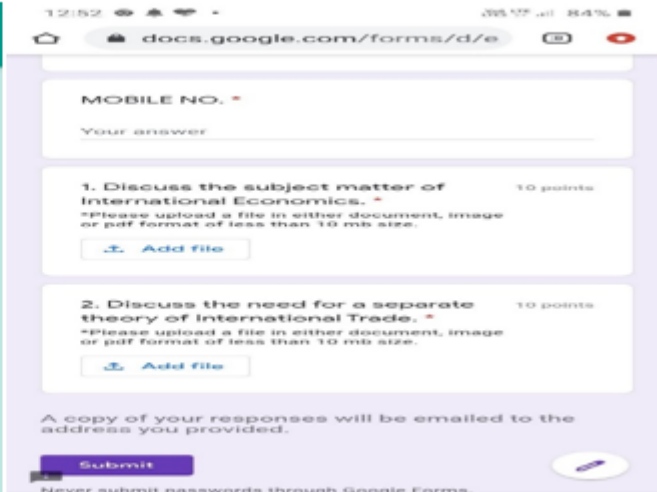 12:52
84%
docs.google.com/forms/d/e
MOBILE NO. *
Your answer
1. Discuss the subject matter of
International Economics. *
10 points
*Please upload a file in either document, image
or pdf format of less than 10 mb size.
Add file
2. Discuss the need for a separate
theory of International Trade. *
10 points
*Please upload a file in either document, image
or pdf format of less than 10 mb size.
Add file
A copy of your responses will be emailed to the
address you provided.
Submit
Never submit passwords through Google Forms.